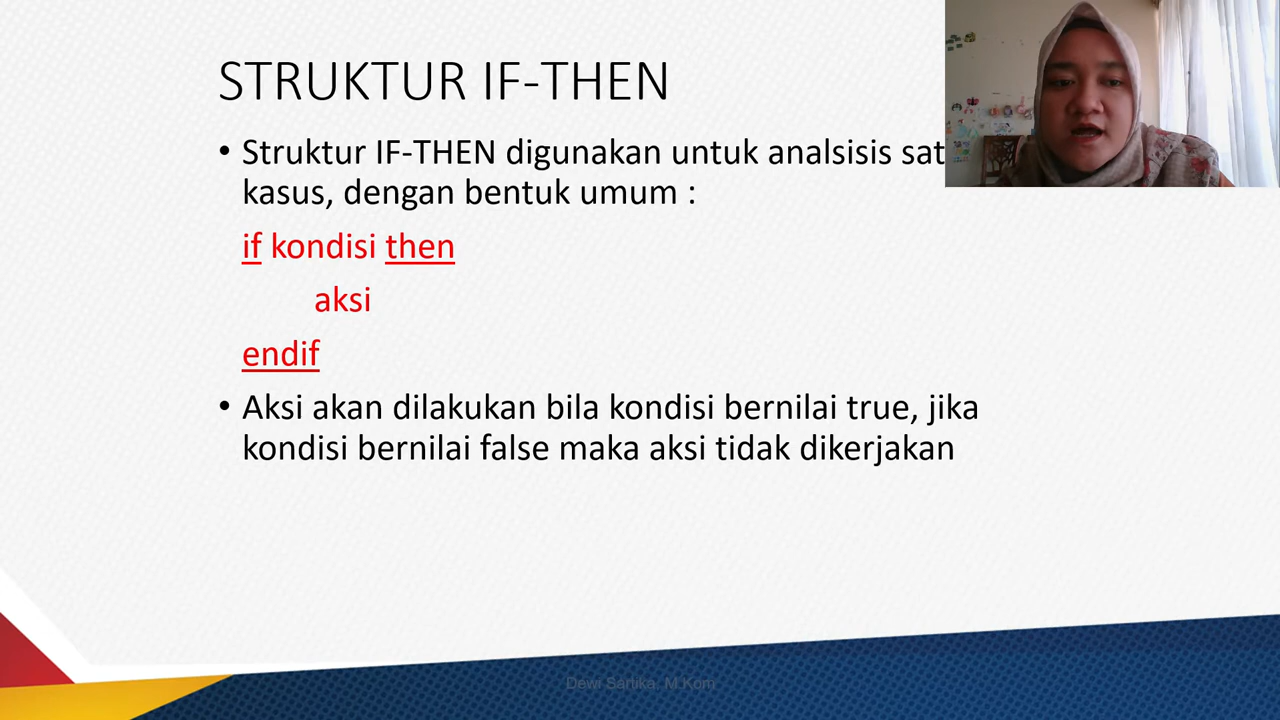 STRUKTUR IF-THEN
• Struktur IF-THEN digunakan untuk analsisis sat
kasus, dengan bentuk umum :
if kondisi then
aksi
endif
• Aksi akan dilakukan bila kondisi bernilai true, jika
kondisi bernilai false maka aksi tidak dikerjakan
Dewi Sartika, M.Kom